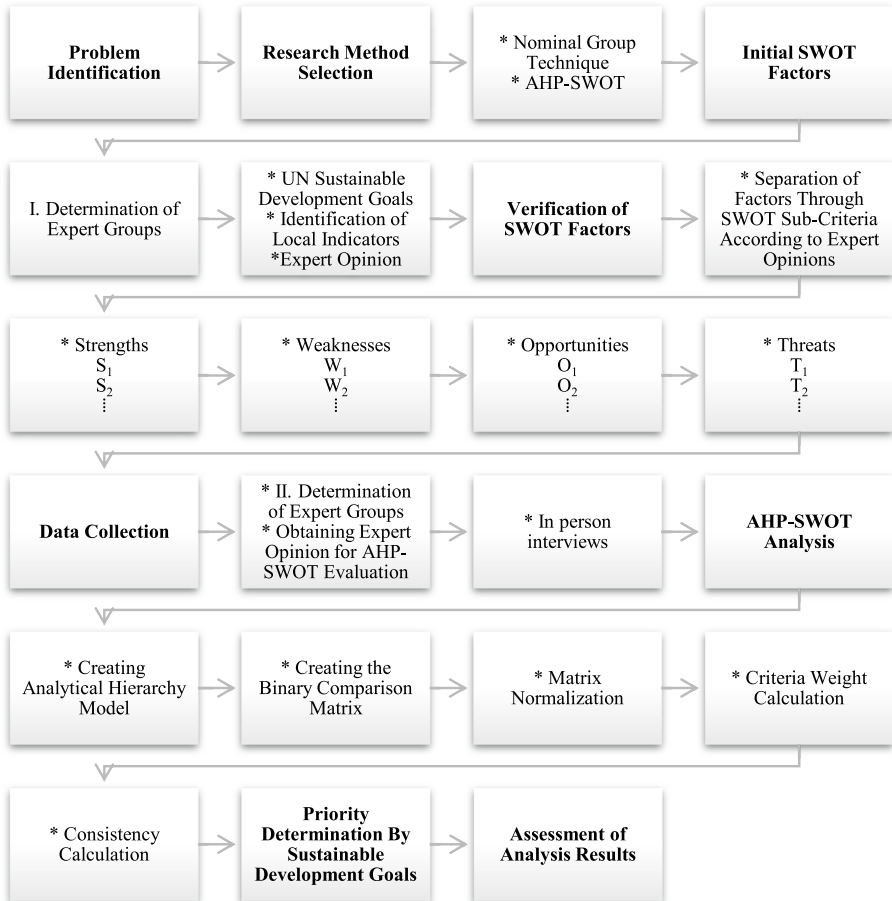 Problem
Identification
Research Method
Selection
* Nominal Group
Technique
* AHP-SWOT
Initial SWOT
Factors
I. Determination of
Expert Groups
* UN Sustainable
Development Goals
* Identification of
Local Indicators
*Expert Opinion
Verification of
SWOT Factors
* Separation of
Factors Through
SWOT Sub-Criteria
According to Expert
Opinions
* Strengths
S₁
S₂
⋮
* Weaknesses
W₁
W₂
⋮
* Opportunities
O₁
O₂
⋮
* Threats
T₁
T₂
⋮
Data Collection
* II. Determination
of Expert Groups
* Obtaining Expert
Opinion for AHP-
SWOT Evaluation
* In person
interviews
AHP-SWOT
Analysis
* Creating
Analytical Hierarchy
Model
* Creating the
Binary Comparison
Matrix
* Matrix
Normalization
* Criteria Weight
Calculation
* Consistency
Calculation
Priority
Determination By
Sustainable
Development Goals
Assessment of
Analysis Results